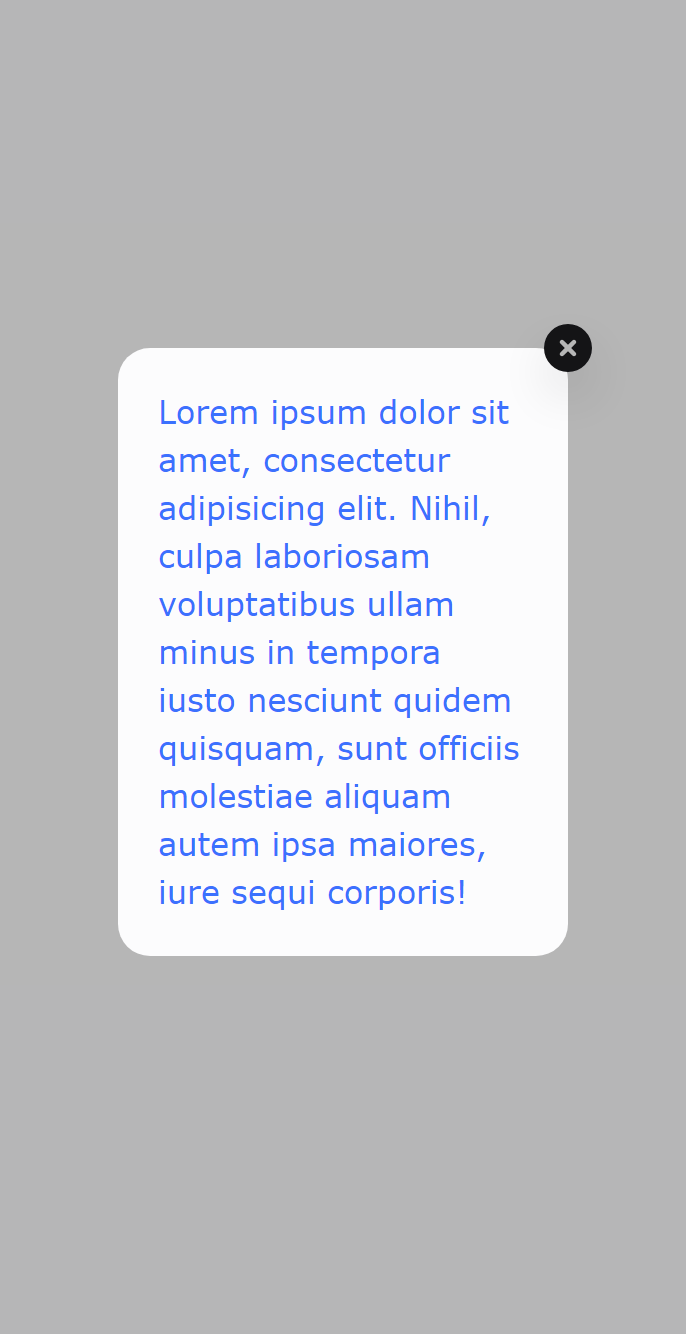 Lorem ipsum dolor sit
amet, consectetur
adipisicing elit. Nihil,
culpa laboriosam
voluptatibus ullam
minus in tempora
iusto nesciunt quidem
quisquam, sunt officiis
molestiae aliquam
autem ipsa maiores,
iure sequi corporis!